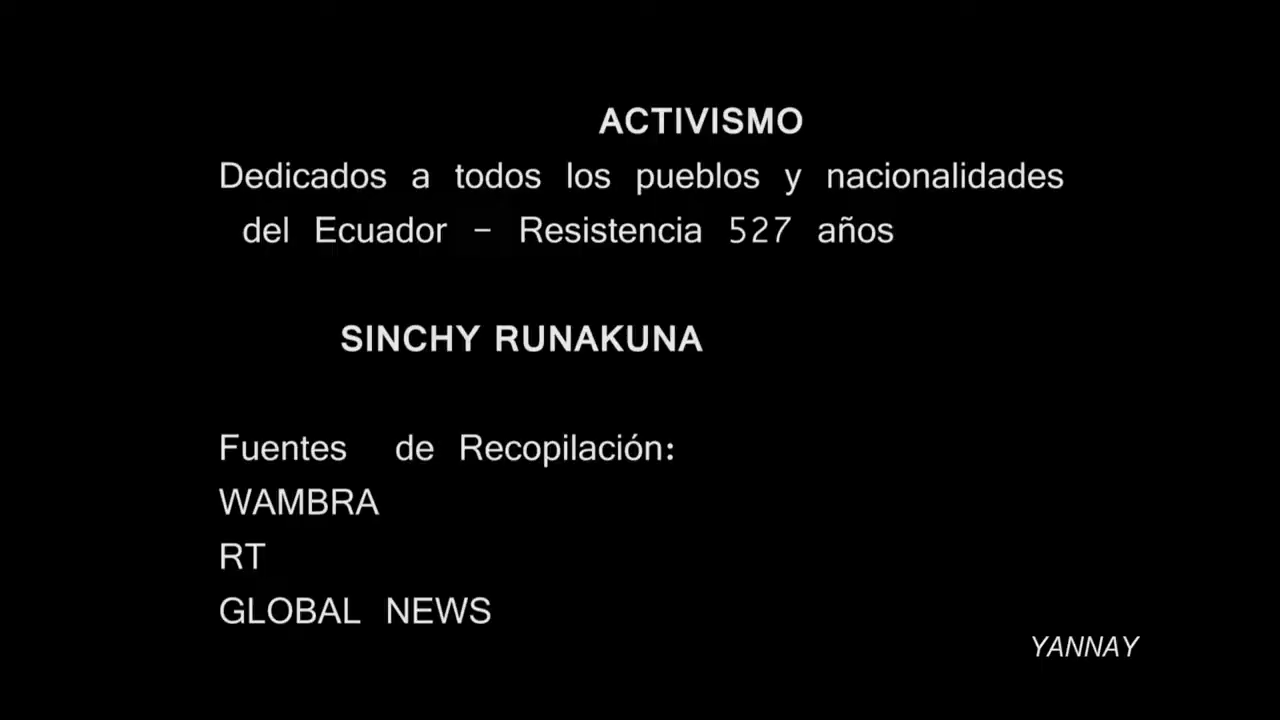 ACTIVISMO
Dedicados a todos los pueblos y nacionalidades
del Ecuador - Resistencia 527 años
SINCHY RUNAKUNA
Fuentes de Recopilación:
WAMBRA
RT
GLOBAL NEWS
YANNAY